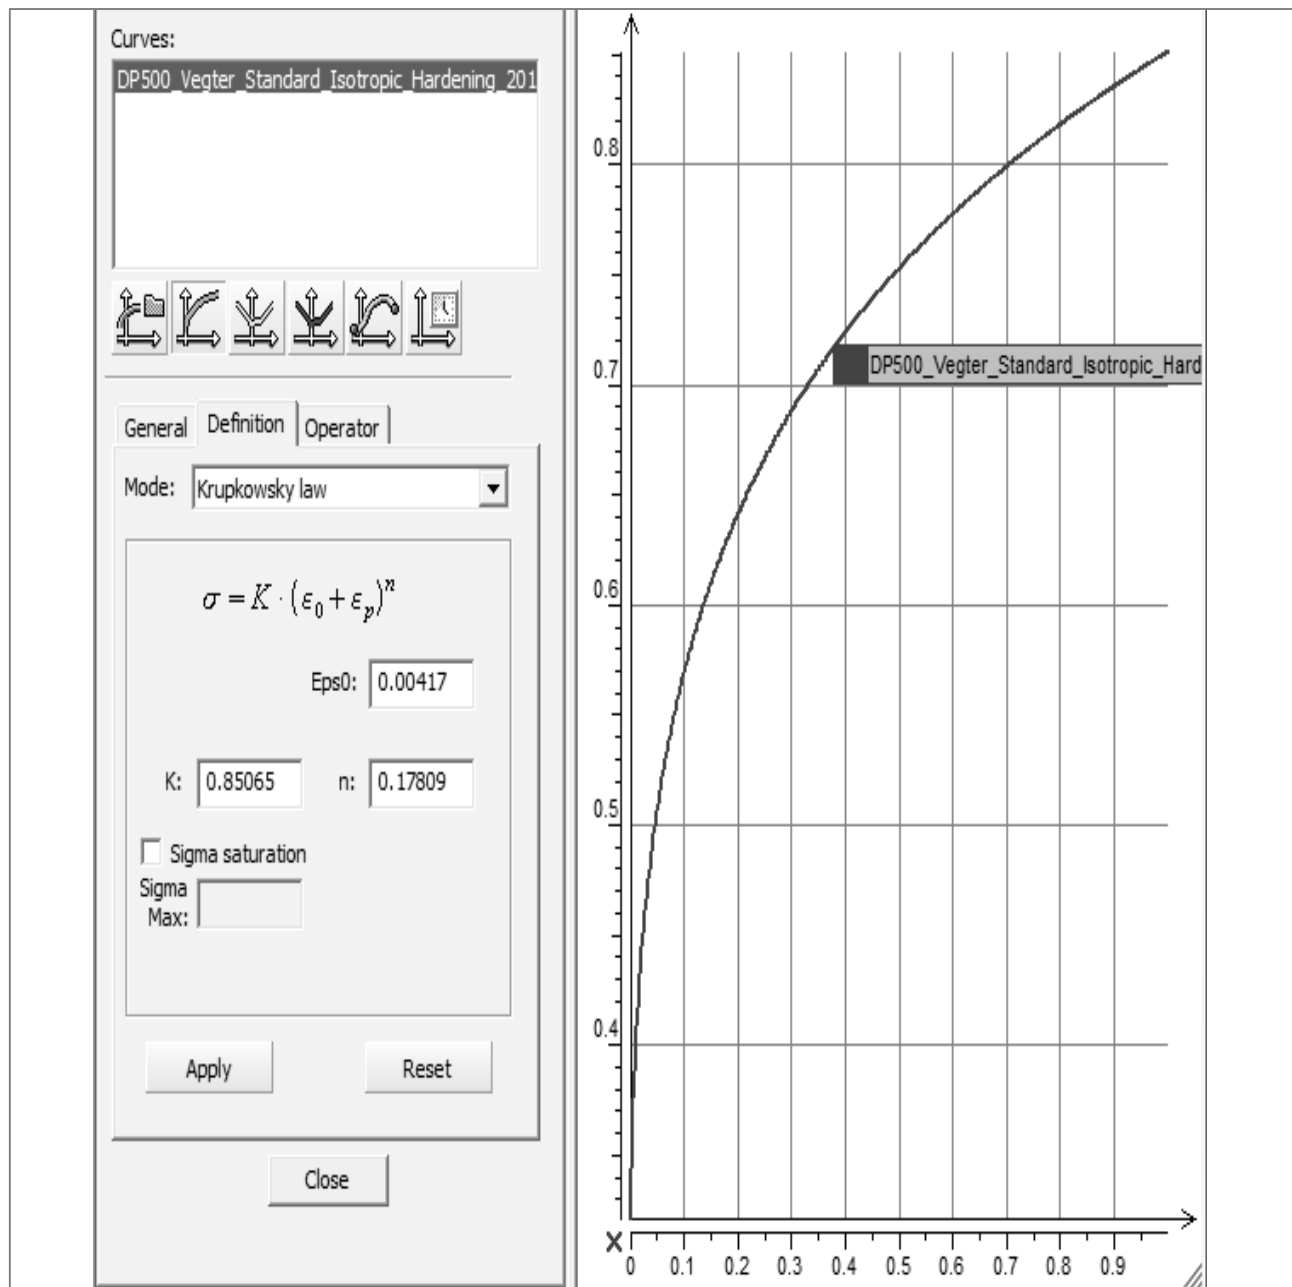 Curves:
DP500_Vegter_Standard_Isotropic_Hardening_201
General Definition Operator
Mode: Krupkowsky law
σ = K · (ε₀ + εₚ)ⁿ
Eps0: 0.00417
K: 0.85065 n: 0.17809
Sigma saturation
Sigma
Max:
Apply Reset
Close
0.8
DP500_Vegter_Standard_Isotropic_Hard
0.7
0.6
0.5
0.4
X
0 0.1 0.2 0.3 0.4 0.5 0.6 0.7 0.8 0.9